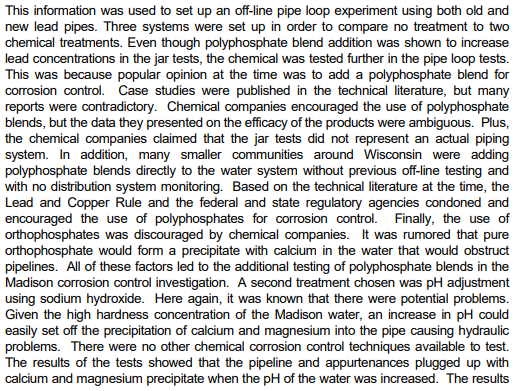 This information was used to set up an off-line pipe loop experiment using both old and
new lead pipes. Three systems were set up in order to compare no treatment to two
chemical treatments. Even though polyphosphate blend addition was shown to increase
lead concentrations in the jar tests, the chemical was tested further in the pipe loop tests.
This was because popular opinion at the time was to add a polyphosphate blend for
corrosion control. Case studies were published in the technical literature, but many
reports were contradictory. Chemical companies encouraged the use of polyphosphate
blends, but the data they presented on the efficacy of the products were ambiguous. Plus,
the chemical companies claimed that the jar tests did not represent an actual piping
system. In addition, many smaller communities around Wisconsin were adding
polyphosphate blends directly to the water system without previous off-line testing and
with no distribution system monitoring. Based on the technical literature at the time, the
Lead and Copper Rule and the federal and state regulatory agencies condoned and
encouraged the use of polyphosphates for corrosion control. Finally, the use of
orthophosphates was discouraged by chemical companies. It was rumored that pure
orthophosphate would form a precipitate with calcium in the water that would obstruct
pipelines. All of these factors led to the additional testing of polyphosphate blends in the
Madison corrosion control investigation. A second treatment chosen was pH adjustment
using sodium hydroxide. Here again, it was known that there were potential problems.
Given the high hardness concentration of the Madison water, an increase in pH could
easily set off the precipitation of calcium and magnesium into the pipe causing hydraulic
problems. There were no other chemical corrosion control techniques available to test.
The results of the tests showed that the pipeline and appurtenances plugged up with
calcium and magnesium precipitate when the pH of the water was increased. The results